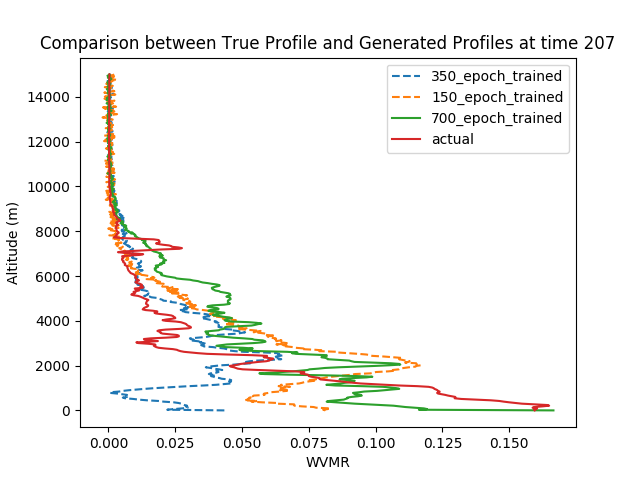 Comparison between True Profile and Generated Profiles at time 207
350_epoch_trained
150_epoch_trained
700_epoch_trained
actual
14000
12000
10000
8000
6000
4000
2000
0
Altitude (m)
0.000 0.025 0.050 0.075 0.100 0.125 0.150
WVMR